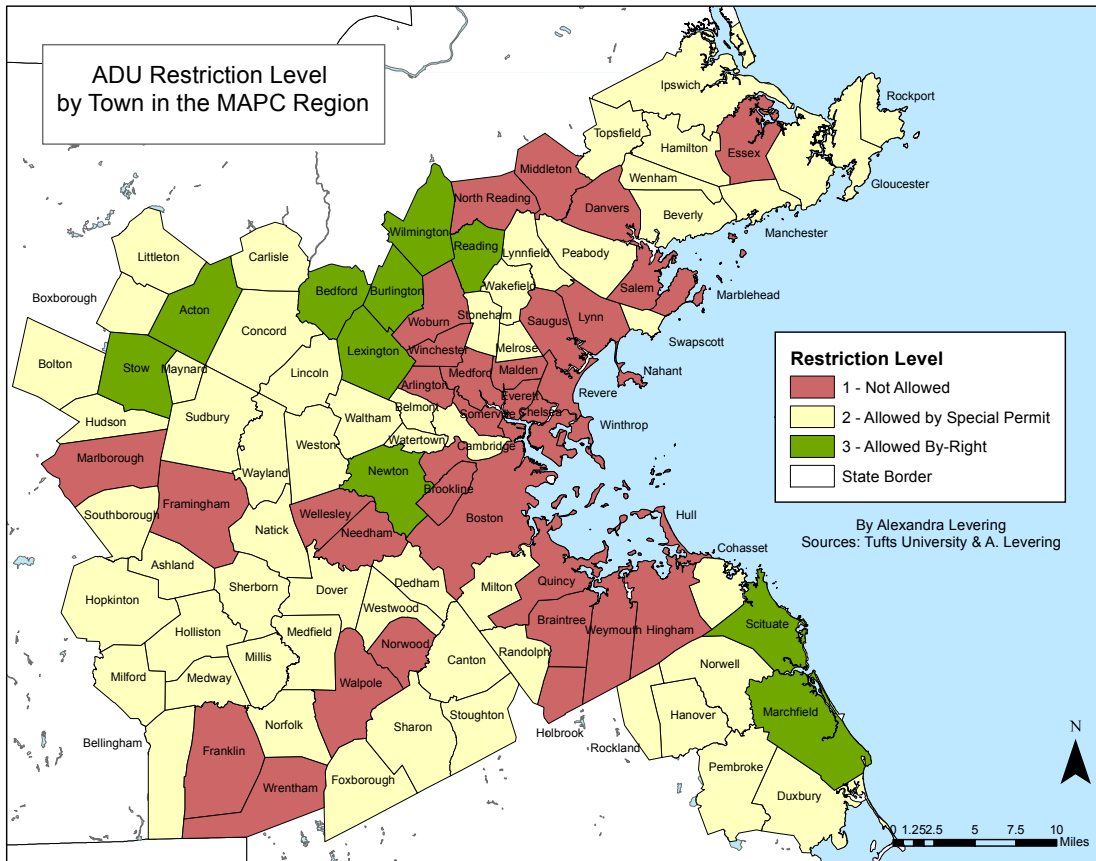 ADU Restriction Level
by Town in the MAPC Region
Ipswich
Rockport
Topsfield
Hamilton
Essex
Middleton
Wenham
Gloucester
North Reading
Danvers
Beverly
Wilmington
Manchester
Reading
Lynnfield
Peabody
Littleton
Carlisle
Wakefield
Salem
Marblehead
Boxborough
Acton
Bedford
Burlington
Stoneham
Saugus
Lynn
Concord
Woburn
Swapscott
Bolton
Stow
Maynard
Lexington
Winchester
Melrose
Nahant
Lincoln
Arlington
Medford
Malden
Revere
Hudson
Sudbury
Waltham
Belmont
Somerville
Everett
Chelsea
Winthrop
Weston
Watertown
Cambridge
Marlborough
Wayland
Newton
Brookline
Framingham
Wellesley
Boston
Southborough
Natick
Needham
Hull
Cohasset
Ashland
Sherborn
Dover
Dedham
Milton
Quincy
Hopkinton
Westwood
Braintree
Weymouth
Hingham
Scituate
Holliston
Medfield
Norwood
Randolph
Millis
Canton
Norwell
Milford
Medway
Walpole
Marchfield
Norfolk
Sharon
Stoughton
Hanover
Bellingham
Franklin
Holbrook
Rockland
Wrentham
Foxborough
Pembroke
Duxbury
Restriction Level
1 - Not Allowed
2 - Allowed by Special Permit
3 - Allowed By-Right
State Border
By Alexandra Levering
Sources: Tufts University & A. Levering
N
0 1.25 2.5 5 7.5 10
Miles